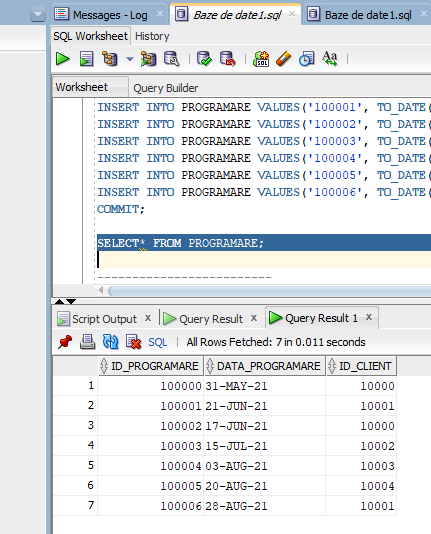 Messages - Log Baze de date1.sql Baze de date1.sql
SQL Worksheet History
Worksheet Query Builder
INSERT INTO PROGRAMARE VALUES('100001', TO_DATE(
INSERT INTO PROGRAMARE VALUES('100002', TO_DATE(
INSERT INTO PROGRAMARE VALUES('100003', TO_DATE(
INSERT INTO PROGRAMARE VALUES('100004', TO_DATE(
INSERT INTO PROGRAMARE VALUES('100005', TO_DATE(
INSERT INTO PROGRAMARE VALUES('100006', TO_DATE(
COMMIT;
SELECT* FROM PROGRAMARE;
-------------------------
Script Output Query Result Query Result 1
SQL All Rows Fetched: 7 in 0.011 seconds
ID_PROGRAMARE DATA_PROGRAMARE ID_CLIENT
1 100000 31-MAY-21 10000
2 100001 21-JUN-21 10001
3 100002 17-JUN-21 10000
4 100003 15-JUL-21 10002
5 100004 03-AUG-21 10003
6 100005 20-AUG-21 10004
7 100006 28-AUG-21 10001